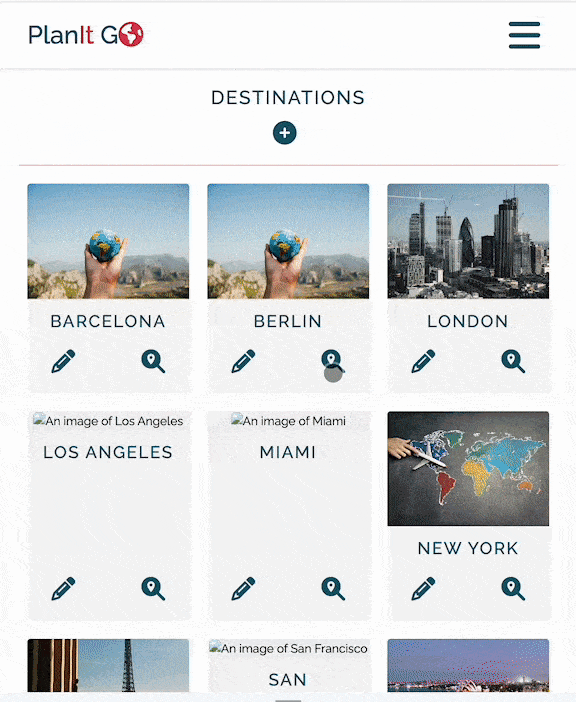 PlanIt G
DESTINATIONS
BARCELONA
BERLIN
LONDON
An image of Los Angeles
LOS ANGELES
An image of Miami
MIAMI
NEW YORK
An image of San Francisco
SAN